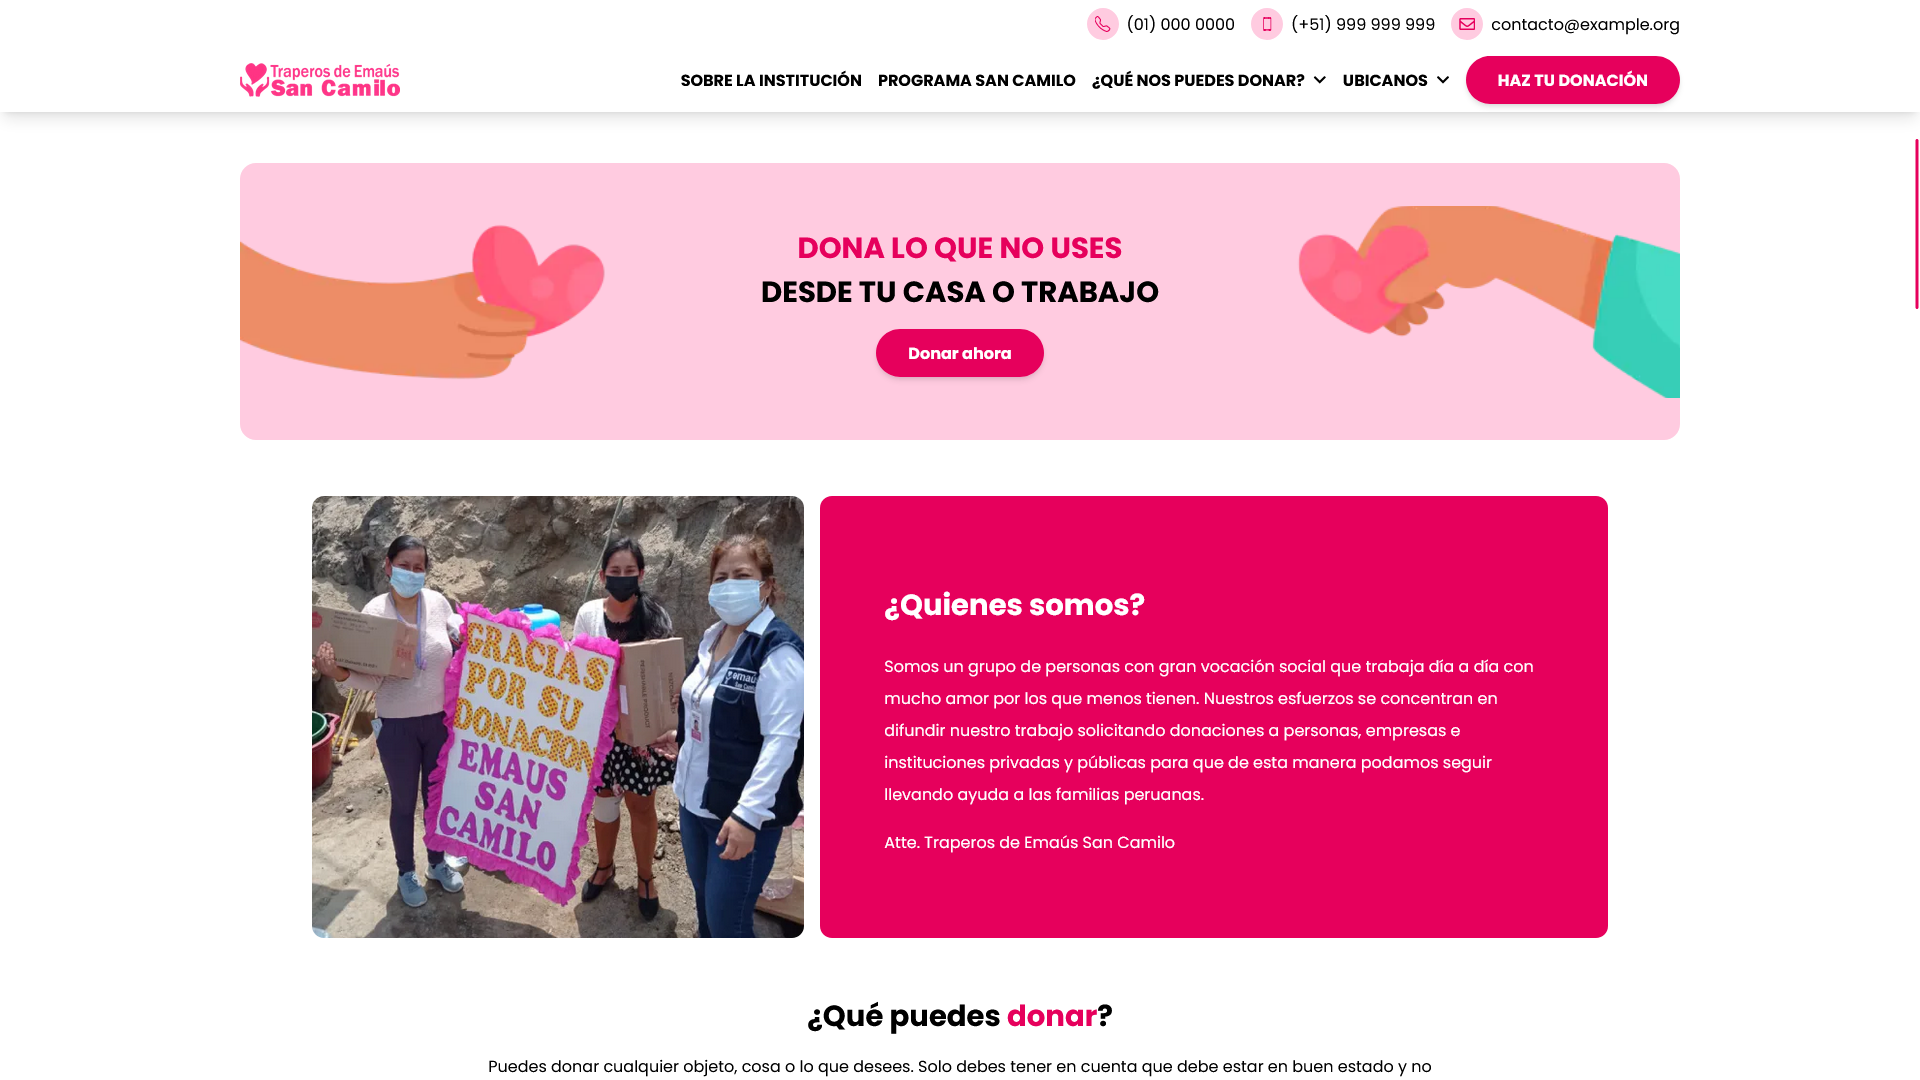 (01) 000 0000 (+51) 999 999 999 contacto@example.org
Traperos de Emaús
San Camilo
SOBRE LA INSTITUCIÓN PROGRAMA SAN CAMILO ¿QUÉ NOS PUEDES DONAR? UBICANOS HAZ TU DONACIÓN
DONA LO QUE NO USES
DESDE TU CASA O TRABAJO
Donar ahora
GRACIAS
POR SU
DONACION
EMAUS
SAN
CAMILO
emaús
San Camilo
¿Quienes somos?
Somos un grupo de personas con gran vocación social que trabaja día a día con
mucho amor por los que menos tienen. Nuestros esfuerzos se concentran en
difundir nuestro trabajo solicitando donaciones a personas, empresas e
instituciones privadas y públicas para que de esta manera podamos seguir
llevando ayuda a las familias peruanas.
Atte. Traperos de Emaús San Camilo
¿Qué puedes donar?
Puedes donar cualquier objeto, cosa o lo que desees. Solo debes tener en cuenta que debe estar en buen estado y no